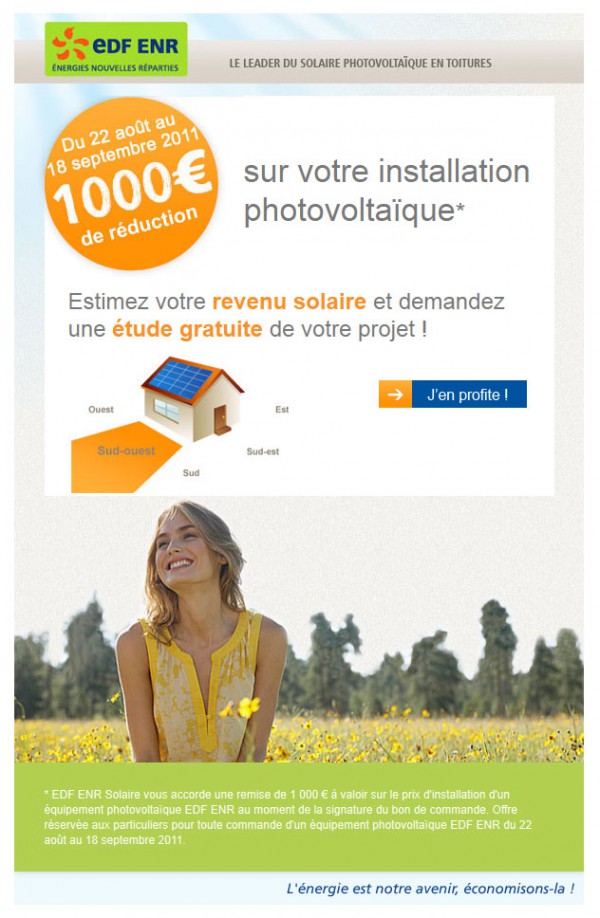 eDF ENR
ÉNERGIES NOUVELLES RÉPARTIES
LE LEADER DU SOLAIRE PHOTOVOLTAÏQUE EN TOITURES
Du 22 août au
18 septembre 2011
1000€
de réduction
sur votre installation
photovoltaïque*
Estimez votre revenu solaire et demandez
une étude gratuite de votre projet !
J'en profite !
Ouest
Est
Sud-ouest
Sud-est
Sud
* EDF ENR Solaire vous accorde une remise de 1 000 € à valoir sur le prix d'installation d'un
équipement photovoltaïque EDF ENR au moment de la signature du bon de commande. Offre
réservée aux particuliers pour toute commande d'un équipement photovoltaïque EDF ENR du 22
août au 18 septembre 2011.
L'énergie est notre avenir, économisons-la !